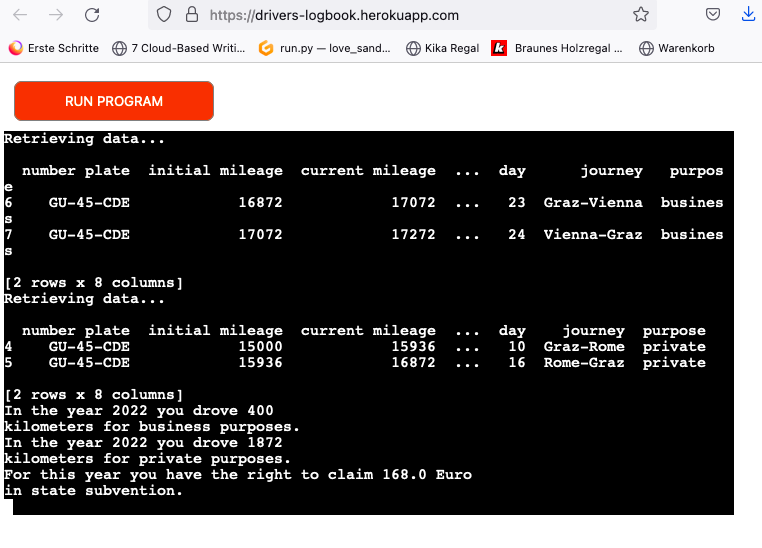 https://drivers-logbook.herokuapp.com
Erste Schritte 7 Cloud-Based Writi... run.py — love_sand... Kika Regal Braunes Holzregal ... Warenkorb
RUN PROGRAM
Retrieving data...
number plate initial mileage current mileage ... day journey purpos
e
6 GU-45-CDE 16872 17072 ... 23 Graz-Vienna busines
s
7 GU-45-CDE 17072 17272 ... 24 Vienna-Graz busines
s
[2 rows x 8 columns]
Retrieving data...
number plate initial mileage current mileage ... day journey purpose
4 GU-45-CDE 15000 15936 ... 10 Graz-Rome private
5 GU-45-CDE 15936 16872 ... 16 Rome-Graz private
[2 rows x 8 columns]
In the year 2022 you drove 400
kilometers for business purposes.
In the year 2022 you drove 1872
kilometers for private purposes.
For this year you have the right to claim 168.0 Euro
in state subvention.